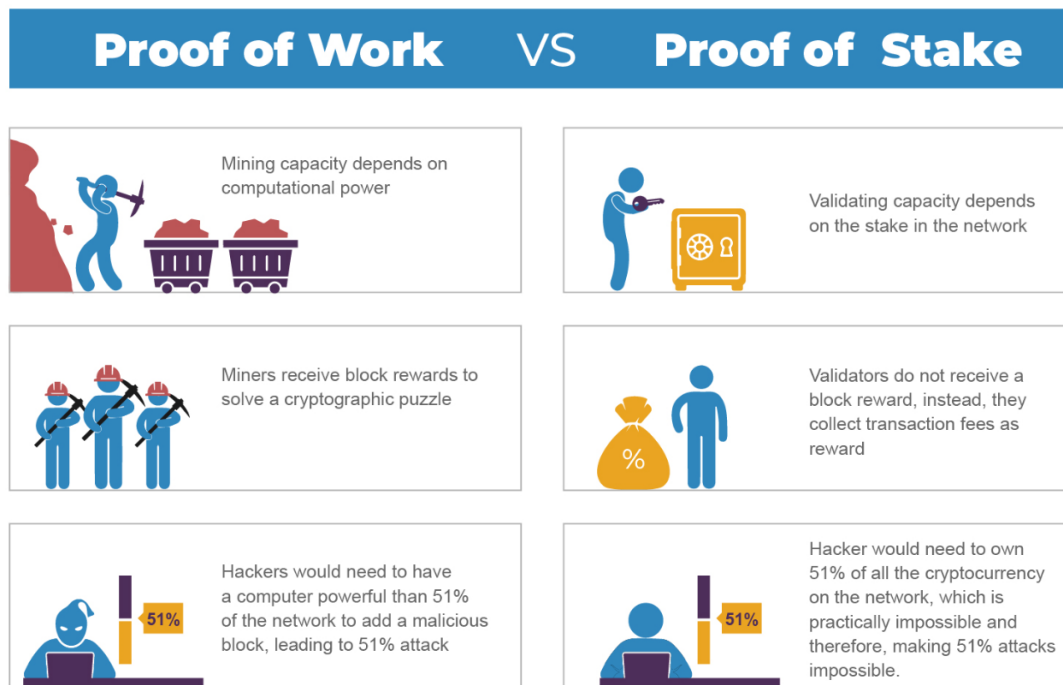 Proof of Work VS Proof of Stake
Mining capacity depends on
computational power
Validating capacity depends
on the stake in the network
Miners receive block rewards to
solve a cryptographic puzzle
%
Validators do not receive a
block reward, instead, they
collect transaction fees as
reward
51%
Hackers would need to have
a computer powerful than 51%
of the network to add a malicious
block, leading to 51% attack
51%
Hacker would need to own
51% of all the cryptocurrency
on the network, which is
practically impossible and
therefore, making 51% attacks
impossible.